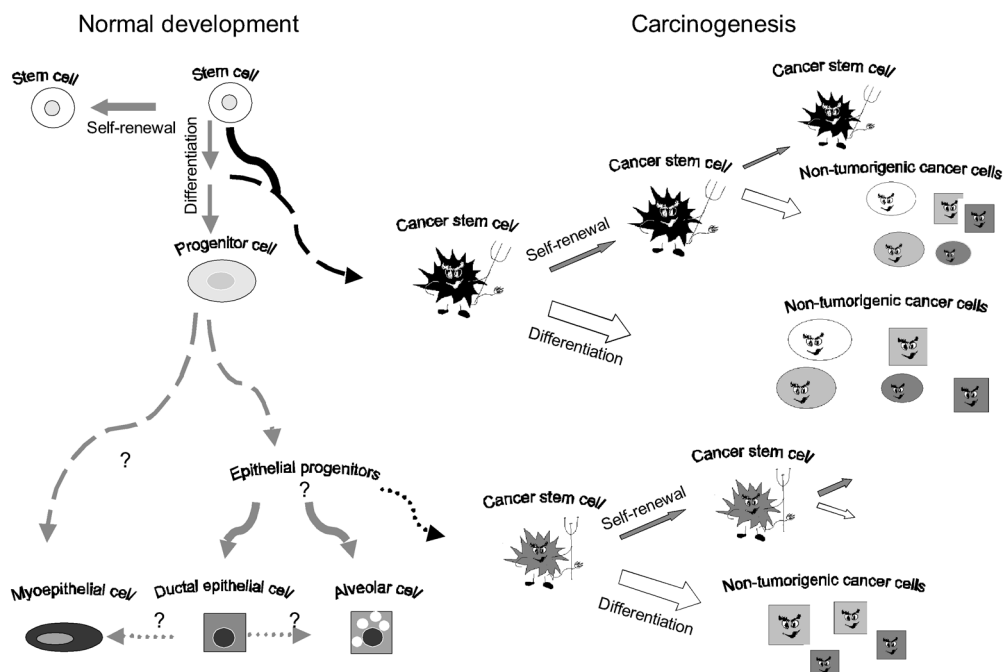 Normal development
Carcinogenesis
Stem cell
Stem cell
Self-renewal
Differentiation
Progenitor cell
?
Epithelial progenitors
?
Myoepithelial cell
Ductal epithelial cell
Alveolar cell
?
?
Cancer stem cell
Self-renewal
Differentiation
Cancer stem cell
Cancer stem cell
Non-tumorigenic cancer cells
Non-tumorigenic cancer cells
Cancer stem cell
Self-renewal
Differentiation
Cancer stem cell
Non-tumorigenic cancer cells